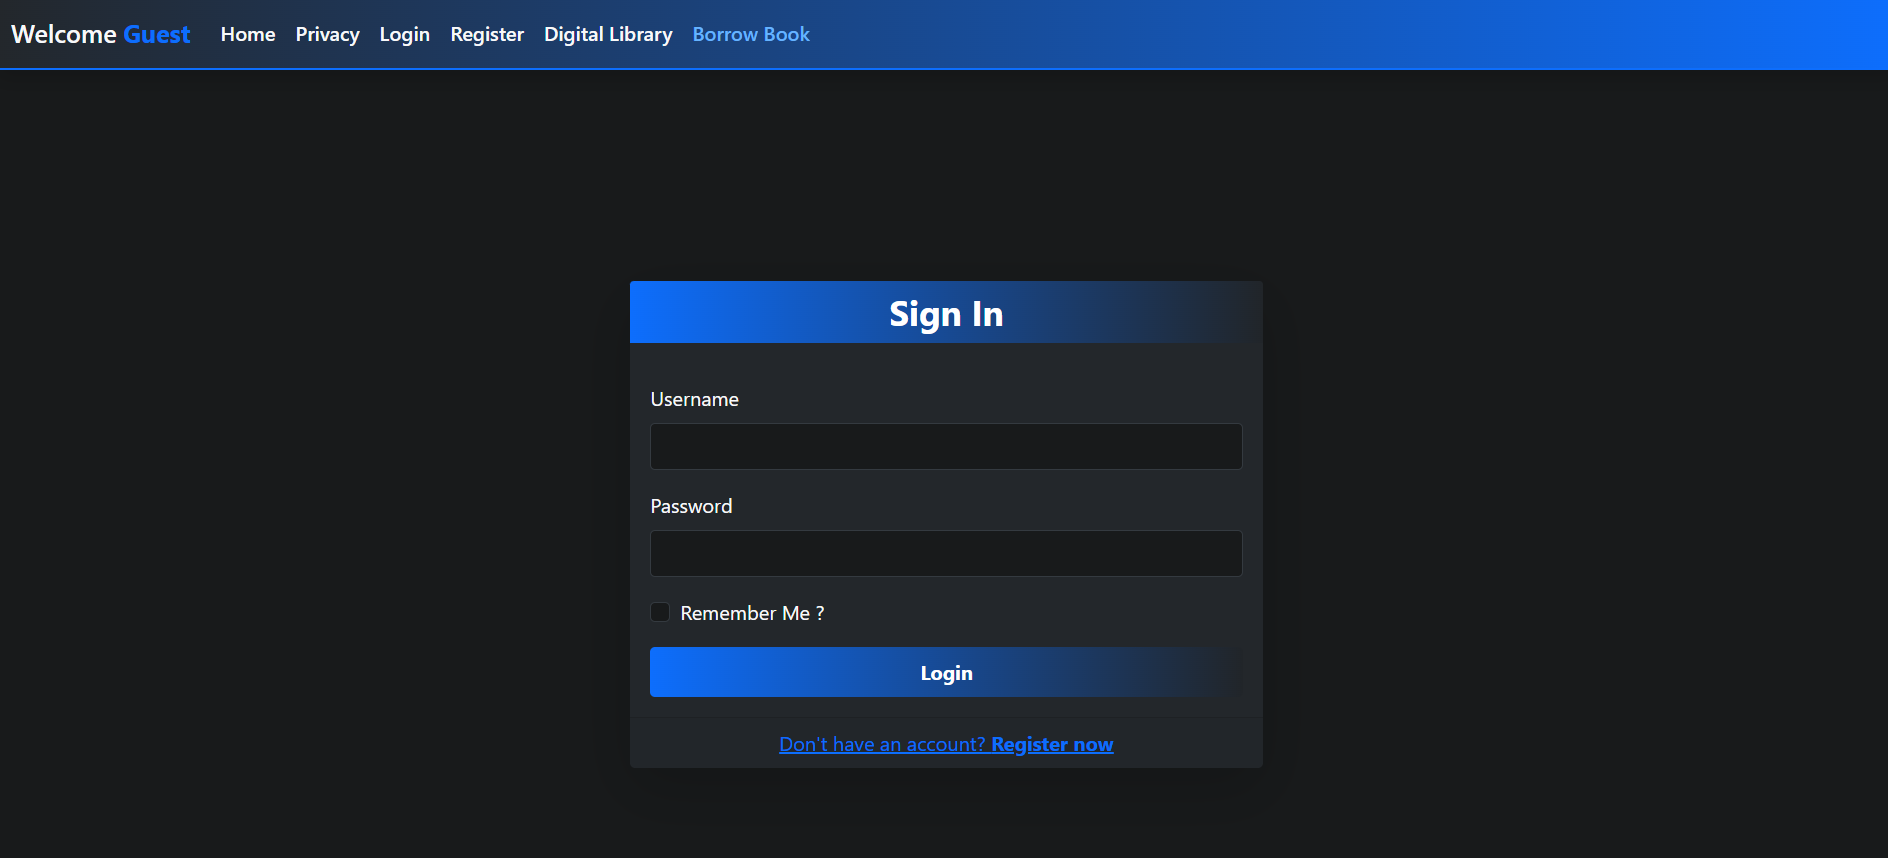 Welcome Guest Home Privacy Login Register Digital Library Borrow Book
Sign In
Username
Password
Remember Me ?
Login
Don't have an account? Register now